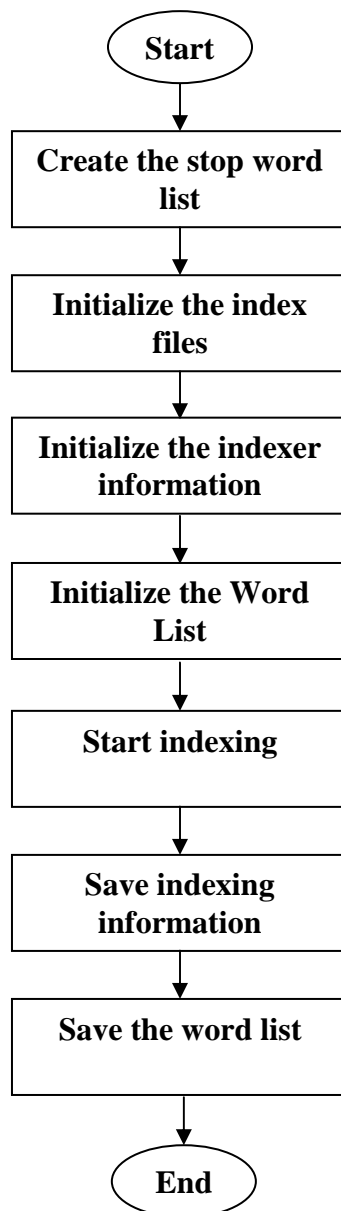 Start
Create the stop word
list
Initialize the index
files
Initialize the indexer
information
Initialize the Word
List
Start indexing
Save indexing
information
Save the word list
End